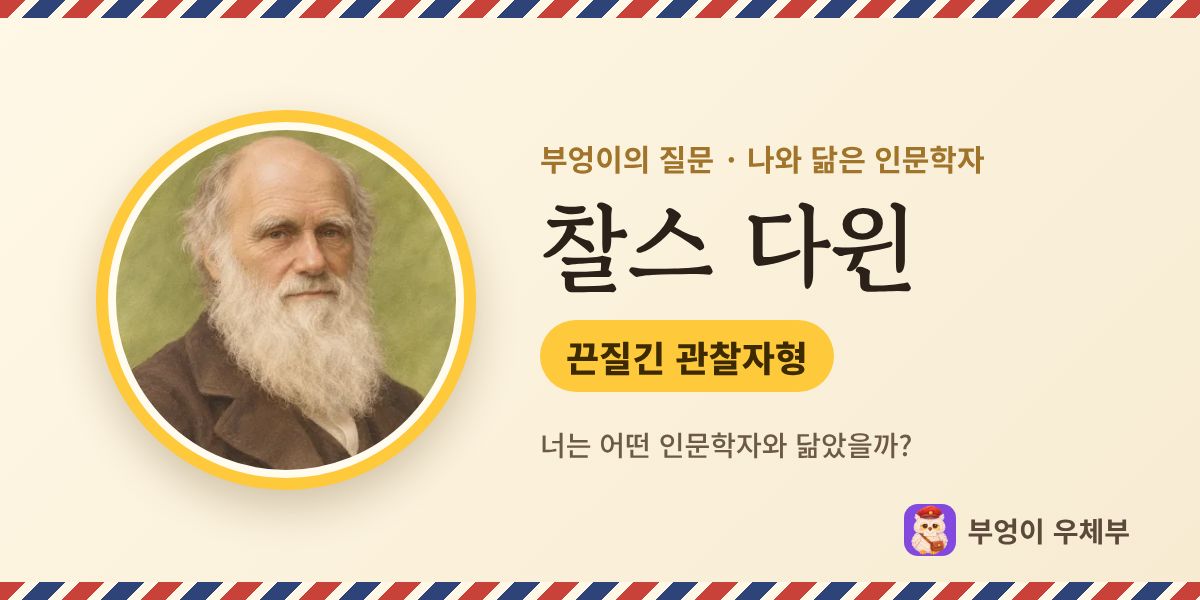 부엉이의 질문 · 나와 닮은 인문학자
찰스 다윈
끈질긴 관찰자형
너는 어떤 인문학자와 닮았을까?
부엉이 우체부